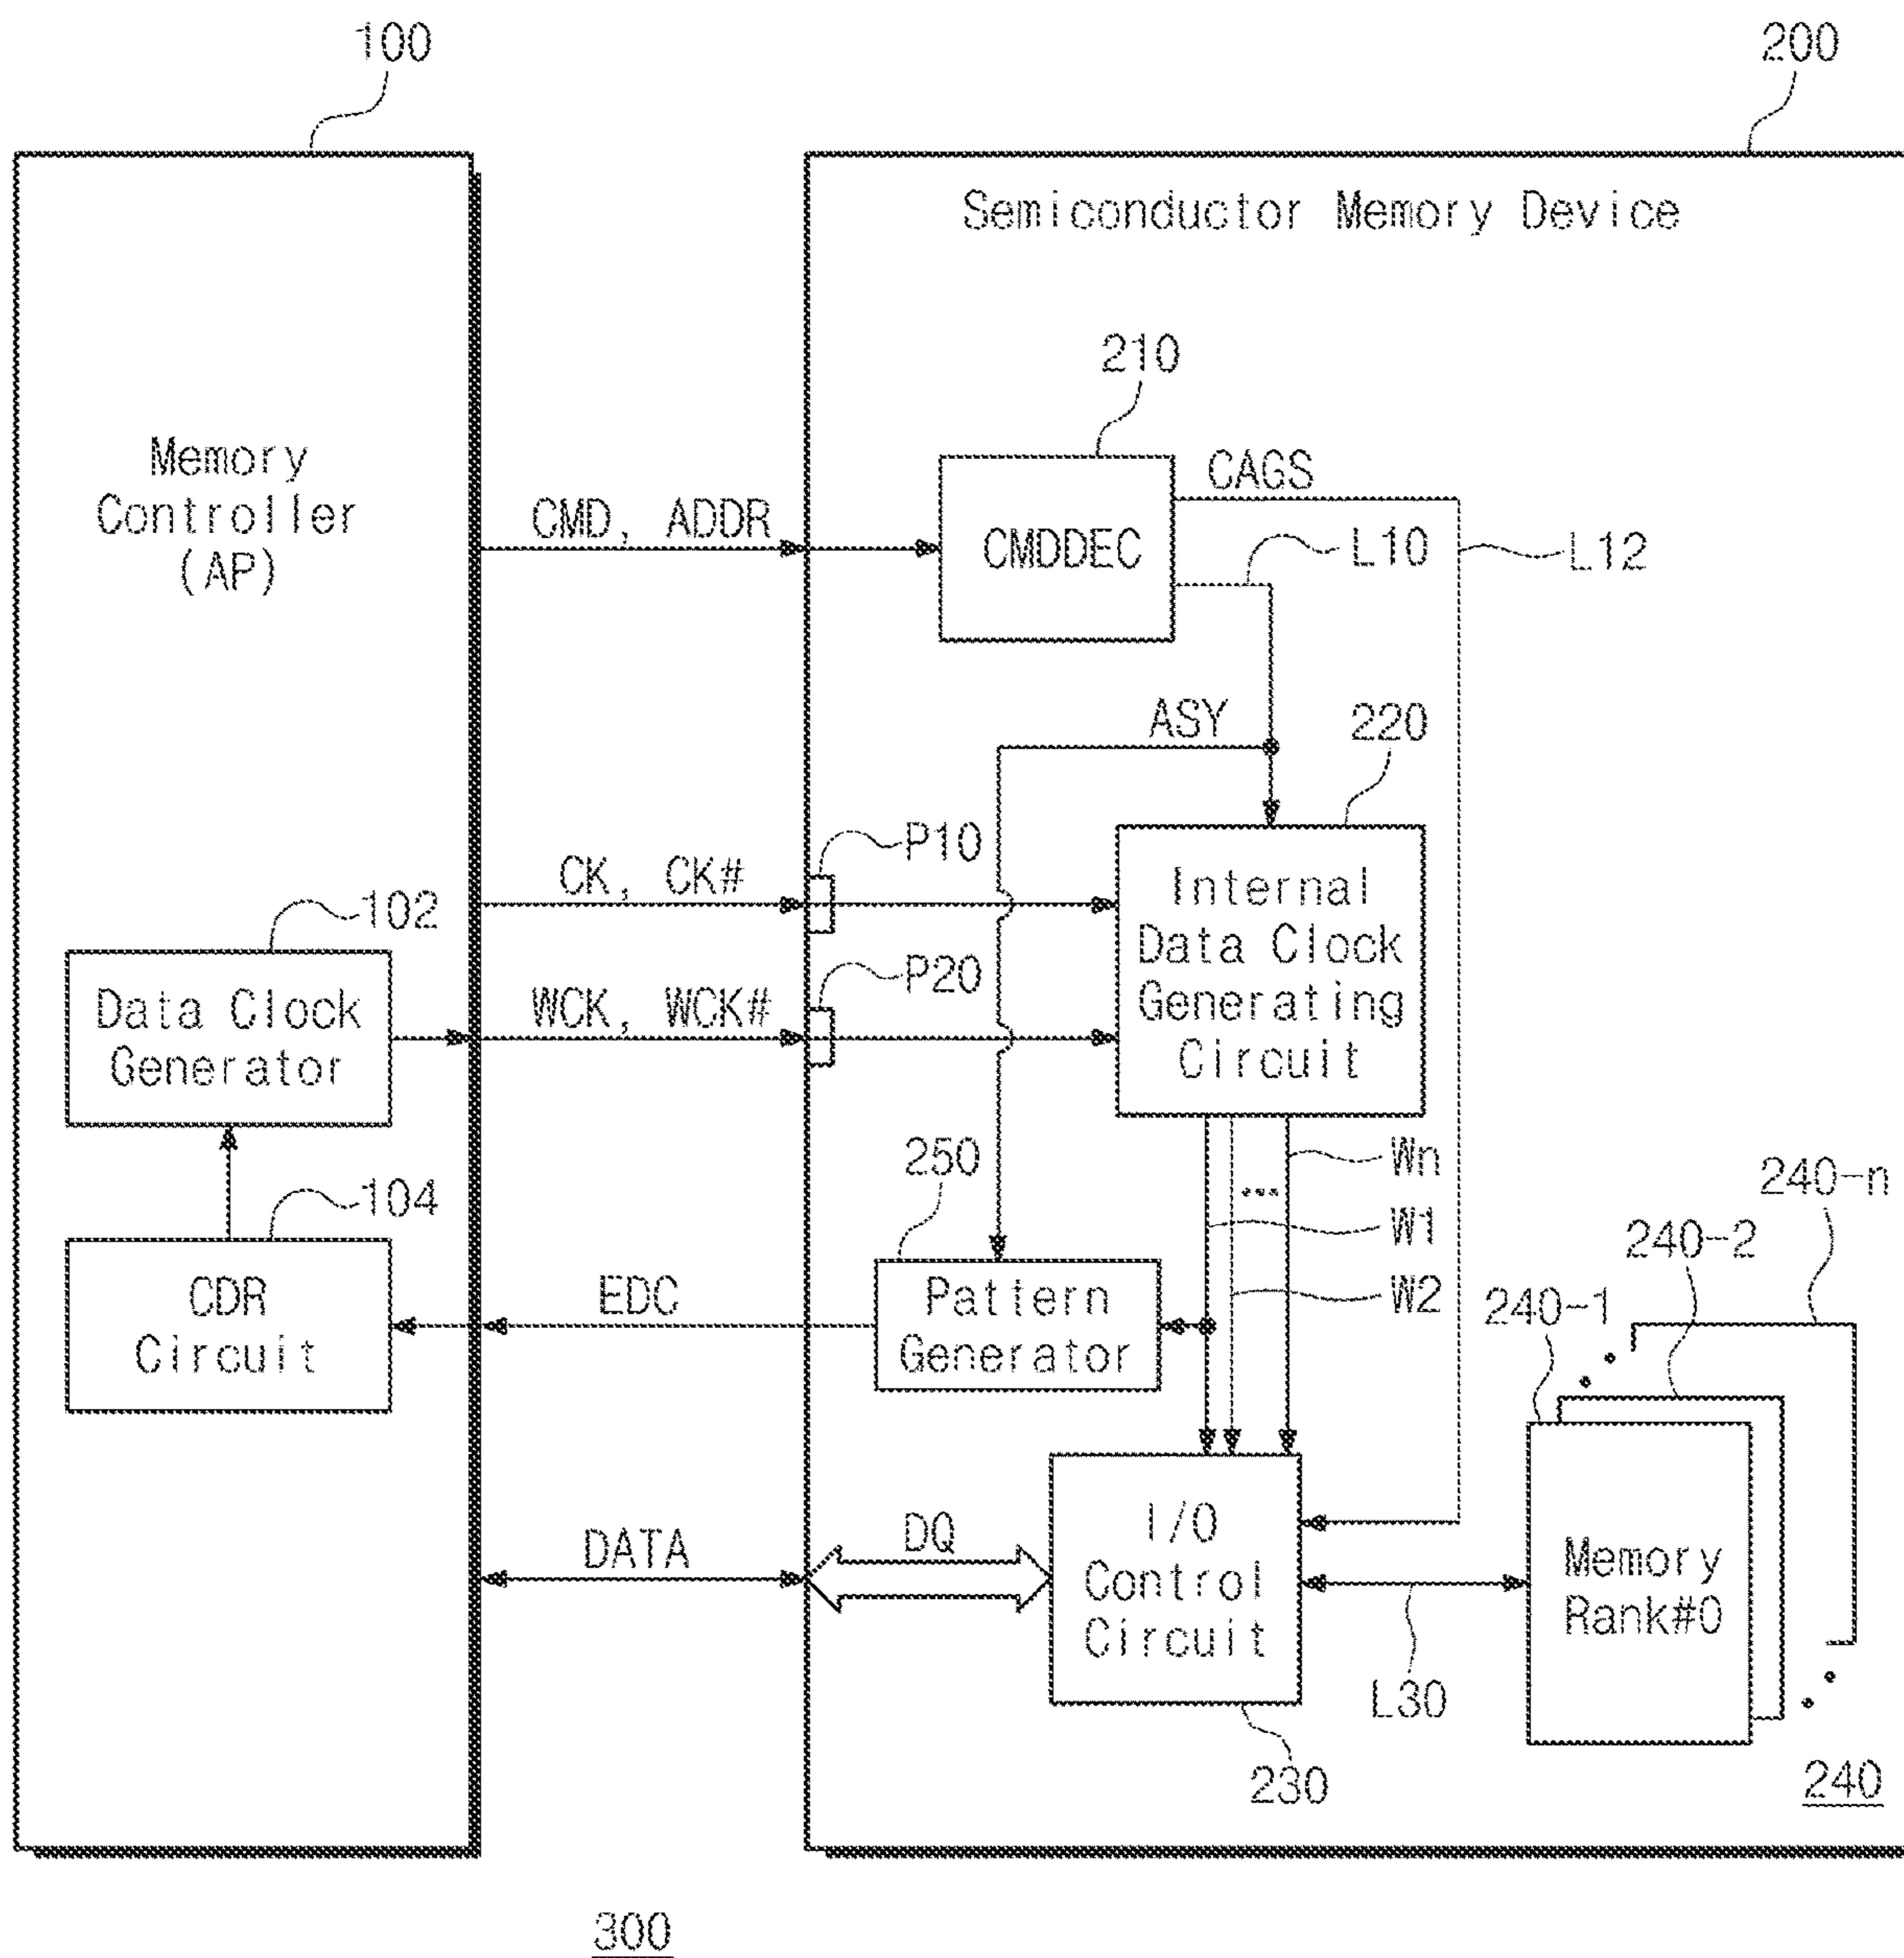 100
200
Semiconductor Memory Device
Memory
Controller
(AP)
CMD, ADDR
210
CMDDEC
CAGS
L10
L12
ASY
220
CK, CK#
P10
Internal
Data Clock
Generating
Circuit
102
Data Clock
Generator
WCK, WCK#
P20
104
CDR
Circuit
EDC
250
Pattern
Generator
Wn
...
W1
W2
240-n
240-2
240-1
DATA
DQ
I/O
Control
Circuit
Memory
Rank#0
L30
230
240
300